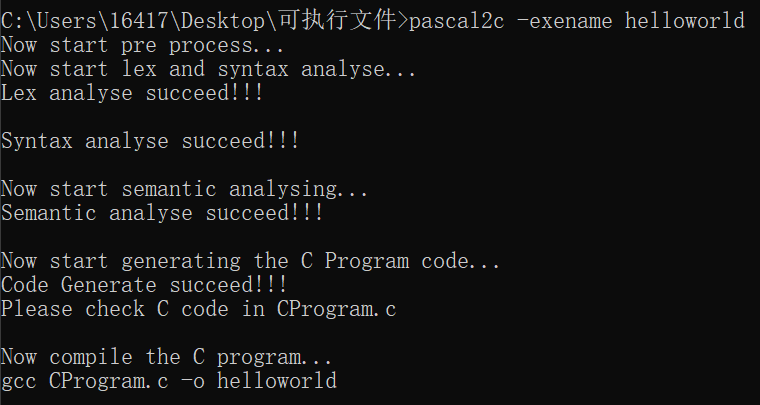 C:\Users\16417\Desktop\可执行文件>pascal2c -exename helloworld
Now start pre process...
Now start lex and syntax analyse...
Lex analyse succeed!!!
Syntax analyse succeed!!!
Now start semantic analysing...
Semantic analyse succeed!!!
Now start generating the C Program code...
Code Generate succeed!!!
Please check C code in CProgram.c
Now compile the C program...
gcc CProgram.c -o helloworld